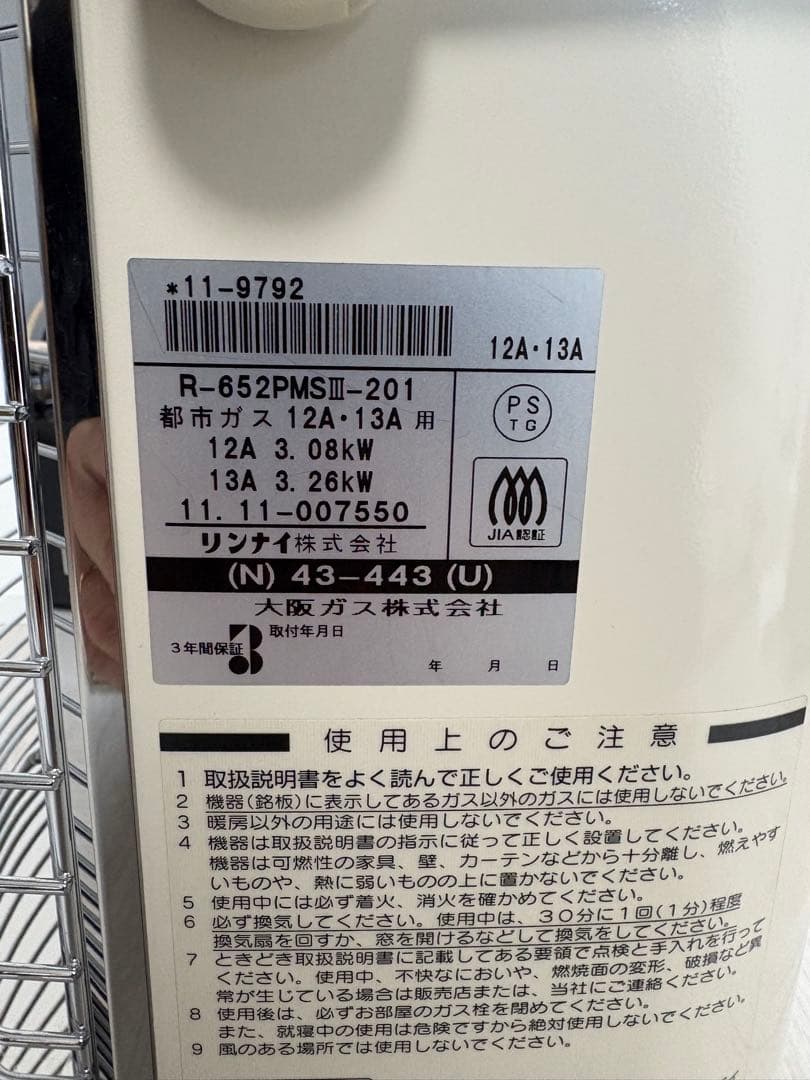 *11-9792
12A・13A
R-652PMSⅢ-201
都市ガス 12A・13A 用
12A 3.08kW
13A 3.26kW
11.11-007550
リンナイ株式会社
PS
TG
JIA認証
(N) 43-443 (U)
大阪ガス株式会社
3年間保証
3
取付年月日
年 月 日
使用上のご注意
1 取扱説明書をよく読んで正しくご使用ください。
2 機器(銘板)に表示してあるガス以外のガスには使用しないでください。
3 暖房以外の用途には使用しないでください。
4 機器は取扱説明書の指示に従って正しく設置してください。
機器は可燃性の家具、壁、カーテンなどから十分離し、燃えやす
いものや、熱に弱いものの上に置かないでください。
5 使用中には必ず着火、消火を確かめてください。
6 必ず換気してください。使用中は、30分に1回(1分)程度
換気扇を回すか、窓を開けるなどして換気をしてください。
7 ときどき取扱説明書に記載してある要領で点検と手入れを行って
ください。使用中、不快なにおいや、燃焼面の変形、破損など異
常が生じている場合は販売店または、当社にご連絡ください。
8 使用後は、必ずお部屋のガス栓を閉めてください。
また、就寝中の使用は危険ですから絶対使用しないでください。
9 風のある場所では使用しないでください。